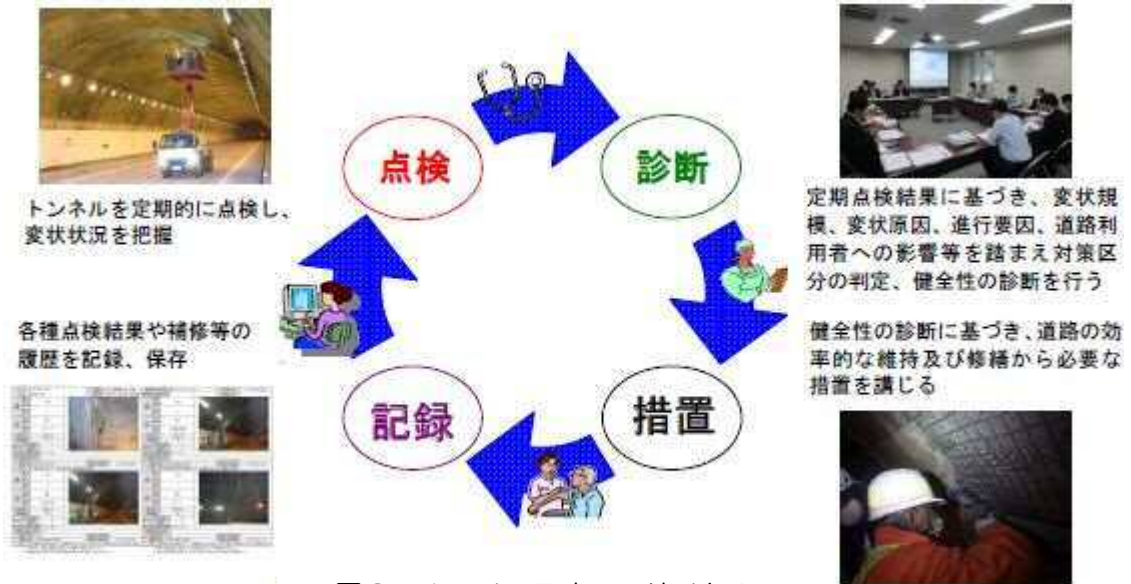 点検
診断
措置
記録
トンネルを定期的に点検し、
変状状況を把握
定期点検結果に基づき、変状規
模、変状原因、進行要因、道路利
用者への影響等を踏まえ対策区
分の判定、健全性の診断を行う
健全性の診断に基づき、道路の効
率的な維持及び修繕から必要な
措置を講じる
各種点検結果や補修等の
履歴を記録、保存